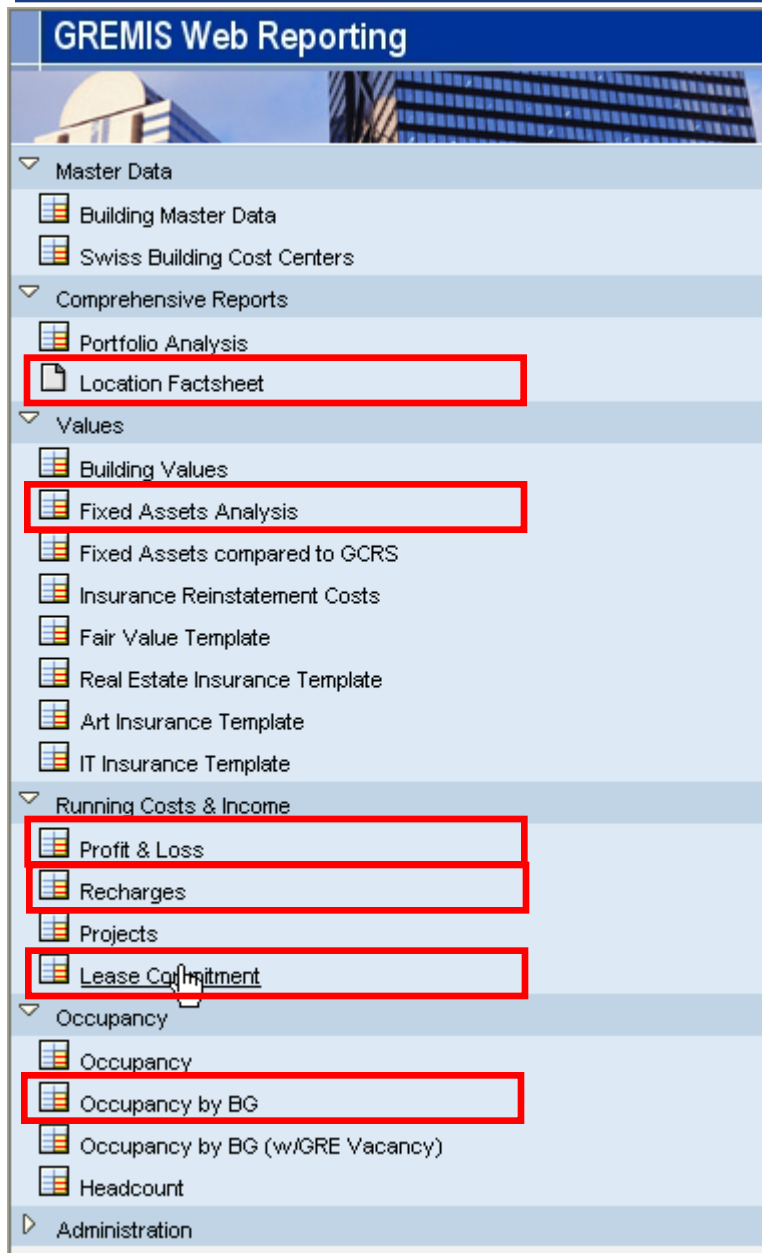 GREMIS Web Reporting
Master Data
Building Master Data
Swiss Building Cost Centers
Comprehensive Reports
Portfolio Analysis
Location Factsheet
Values
Building Values
Fixed Assets Analysis
Fixed Assets compared to GCRS
Insurance Reinstatement Costs
Fair Value Template
Real Estate Insurance Template
Art Insurance Template
IT Insurance Template
Running Costs & Income
Profit & Loss
Recharges
Projects
Lease Commitment
Occupancy
Occupancy
Occupancy by BG
Occupancy by BG (w/GRE Vacancy)
Headcount
Administration